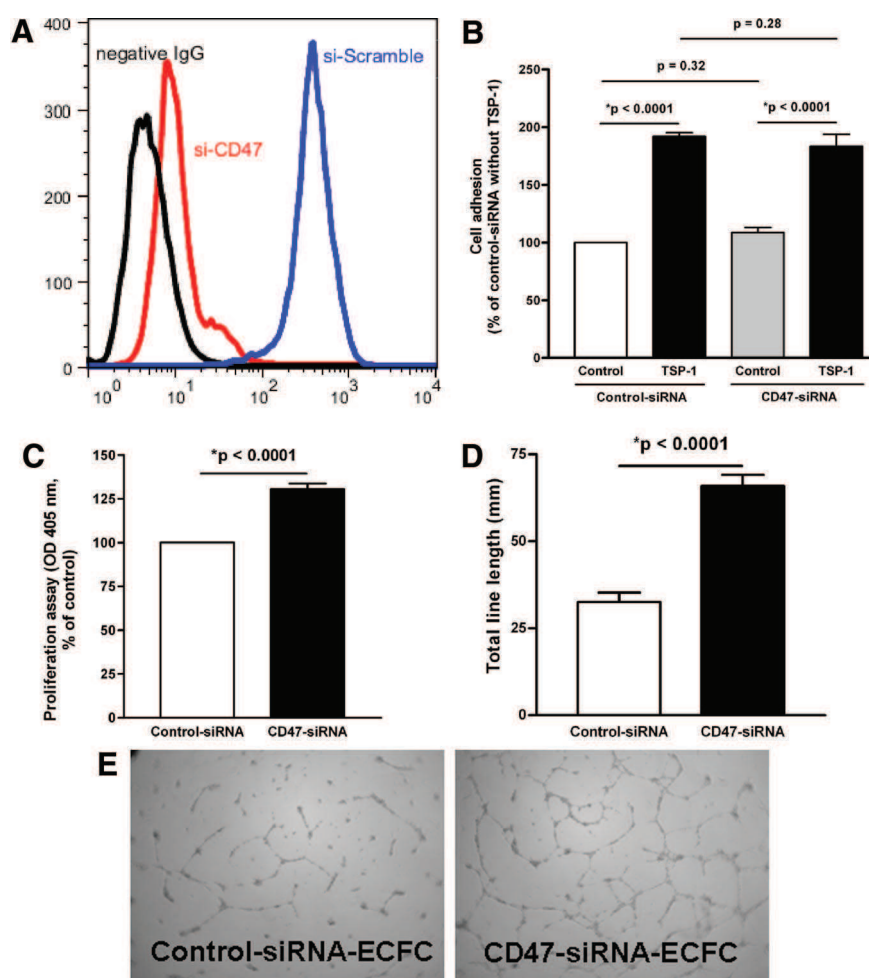 A
negative IgG
si-CD47
si-Scramble
400
300
200
100
0
10^0 10^1 10^2 10^3 10^4
B
Cell adhesion
(% of control-siRNA without TSP-1)
p = 0.28
p = 0.32
*p < 0.0001
*p < 0.0001
200
150
100
50
0
Control TSP-1 Control TSP-1
Control-siRNA CD47-siRNA
C
Proliferation assay (OD 405 nm,
% of control)
*p < 0.0001
150
125
100
75
50
25
0
Control-siRNA CD47-siRNA
D
Total line length (mm)
*p < 0.0001
75
50
25
0
Control-siRNA CD47-siRNA
E
Control-siRNA-ECFC
CD47-siRNA-ECFC